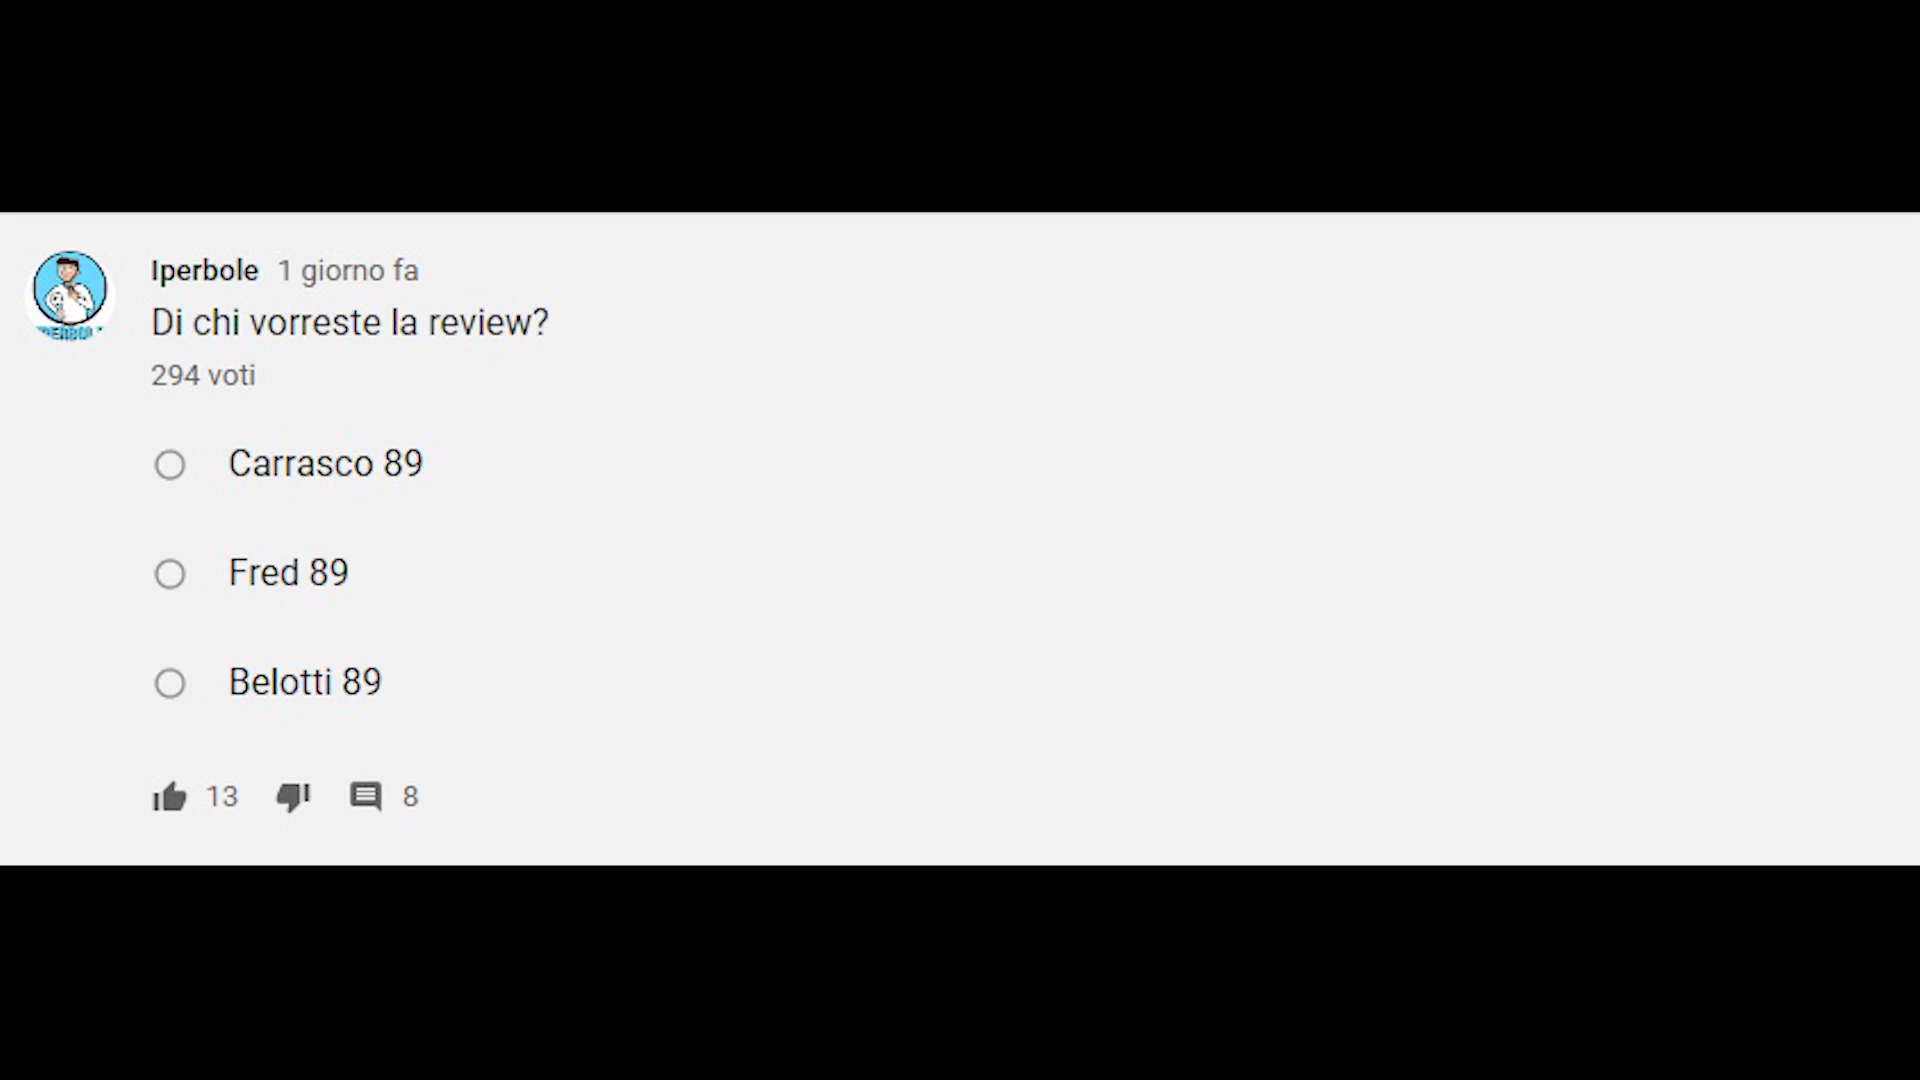 Iperbole 1 giorno fa
Di chi vorreste la review?
294 voti
Carrasco 89
Fred 89
Belotti 89
13 8